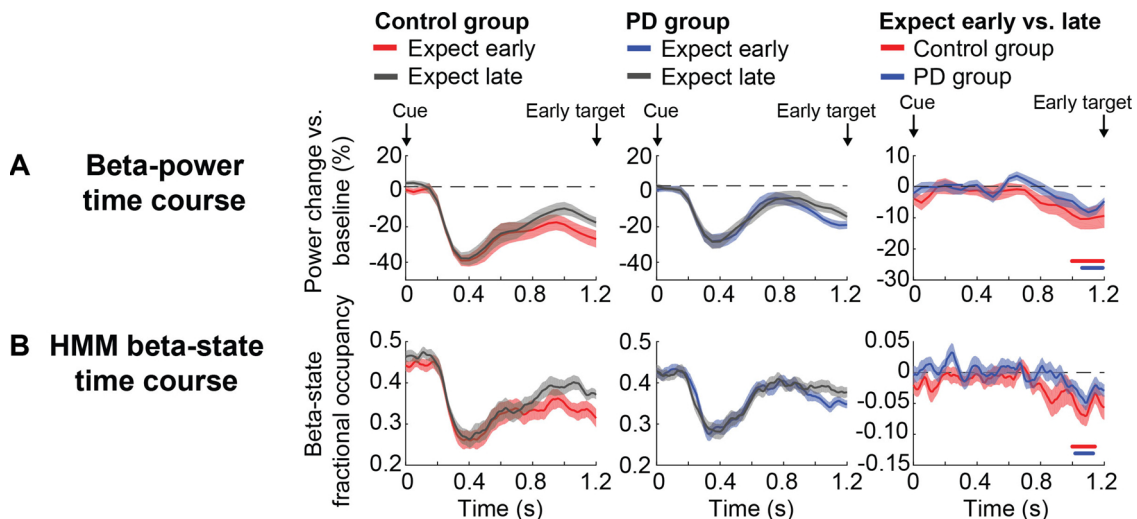 Control group
Expect early
Expect late
PD group
Expect early
Expect late
Expect early vs. late
Control group
PD group
Cue
Early target
Cue
Early target
Cue
Early target
A
Beta-power
time course
Power change vs.
baseline (%)
20
0
-20
-40
0
0.4
0.8
1.2
20
0
-20
-40
0
0.4
0.8
1.2
10
0
-10
-20
-30
0
0.4
0.8
1.2
B
HMM beta-state
time course
Beta-state
fractional occupancy
0.5
0.4
0.3
0.2
0
0.4
0.8
1.2
Time (s)
0.5
0.4
0.3
0.2
0
0.4
0.8
1.2
Time (s)
0.05
0
-0.05
-0.10
-0.15
0
0.4
0.8
1.2
Time (s)